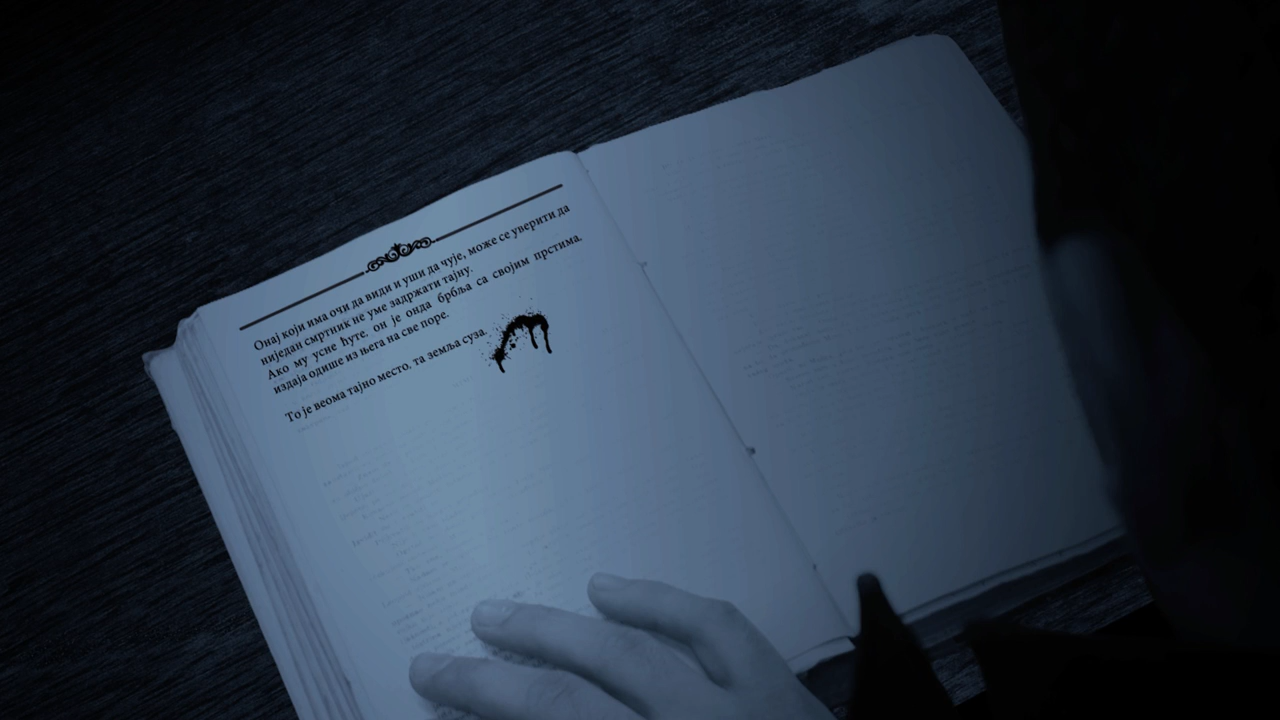 Онај који има очи да види и уши да чује, може се уверити да
ниједан смртник не уме задржати тајну.
Ако му усне ћуте, он је онда брбља са својим прстима,
издаја одише из њега на све поре.
То је веома тајно место, та земља суза.